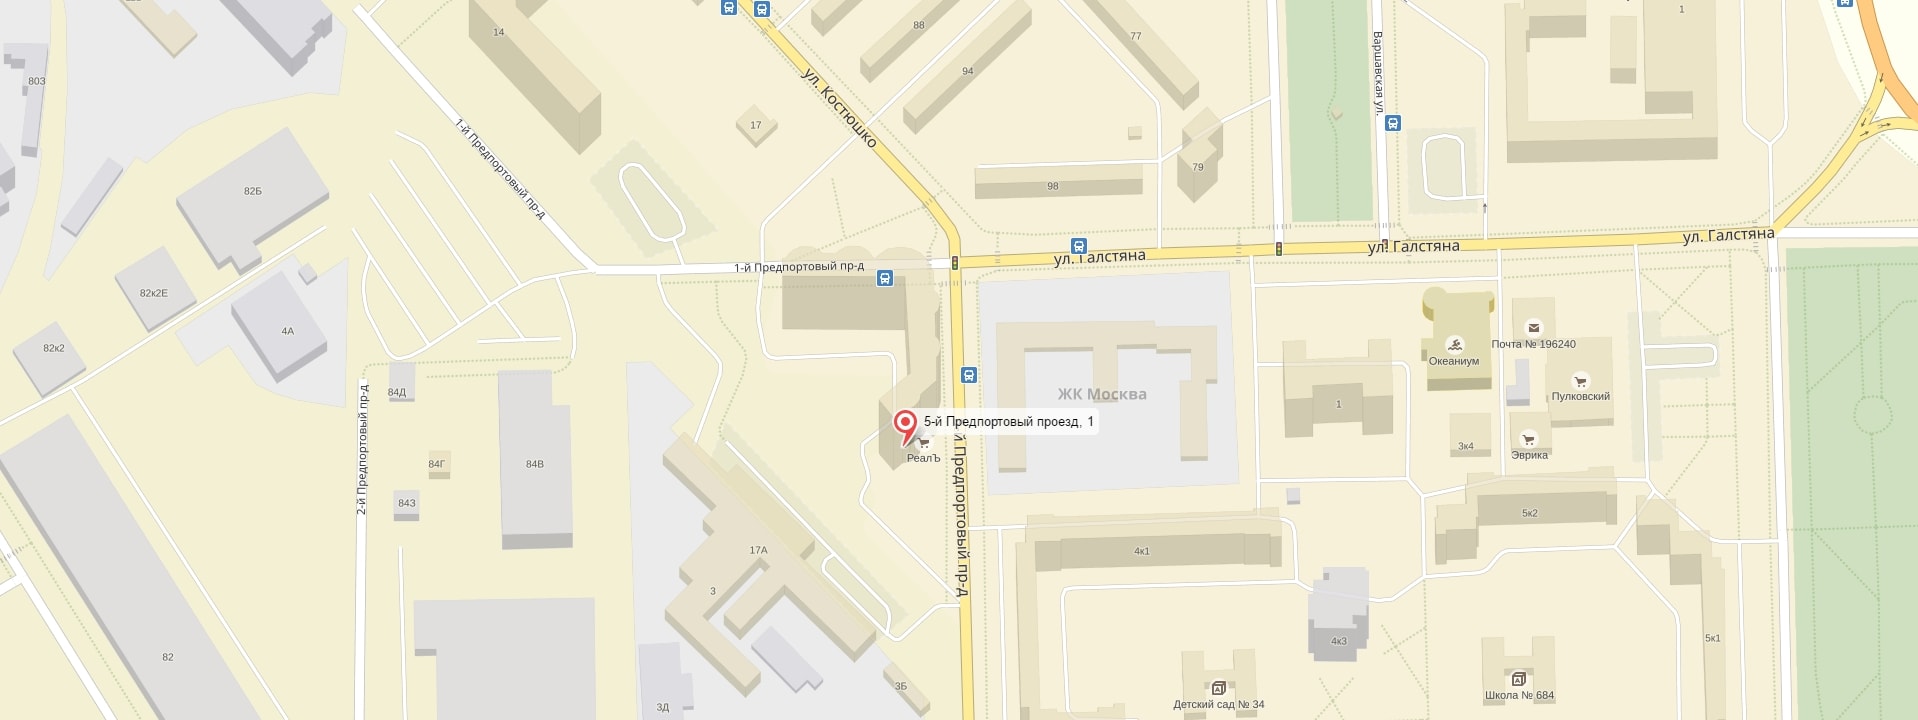 14
88
77
1
803
94
ул. Костюшко
Варшавская ул.
17
1-й Предпортовый пр-д
79
98
82Б
ул. Галстяна
ул. Галстяна
ул. Галстяна
1-й Предпортовый пр-д
82к2Е
4А
82к2
Почта № 196240
Океаниум
84Д
ЖК Москва
Пулковский
1
5-й Предпортовый проезд, 1
2-й Предпортовый пр-д
3к4
Эврика
РеалЪ
84Г
84В
й Предпортовый пр-д
843
5к2
17А
4к1
3
4к3
5к1
82
3Б
Школа № 684
Детский сад № 34
3Д